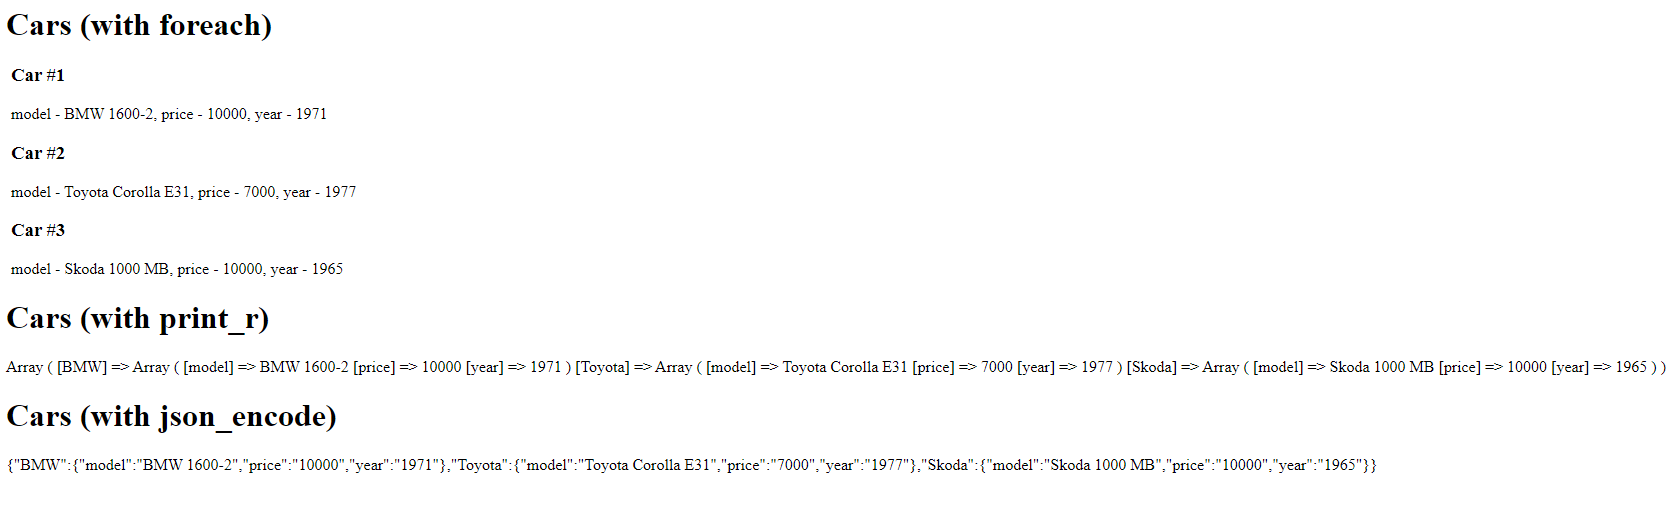 Cars (with foreach)
Car #1
model - BMW 1600-2, price - 10000, year - 1971
Car #2
model - Toyota Corolla E31, price - 7000, year - 1977
Car #3
model - Skoda 1000 MB, price - 10000, year - 1965
Cars (with print_r)
Array ( [BMW] => Array ( [model] => BMW 1600-2 [price] => 10000 [year] => 1971 ) [Toyota] => Array ( [model] => Toyota Corolla E31 [price] => 7000 [year] => 1977 ) [Skoda] => Array ( [model] => Skoda 1000 MB [price] => 10000 [year] => 1965 ) )
Cars (with json_encode)
{"BMW":{"model":"BMW 1600-2","price":"10000","year":"1971"},"Toyota":{"model":"Toyota Corolla E31","price":"7000","year":"1977"},"Skoda":{"model":"Skoda 1000 MB","price":"10000","year":"1965"}}